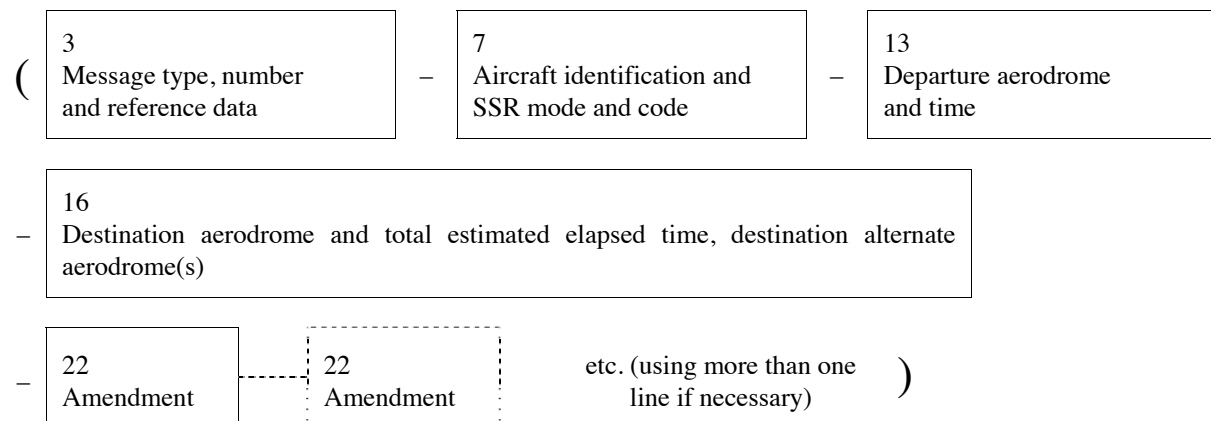 ( 3 – 7 – 13
Message type, number Aircraft identification and Departure aerodrome
and reference data SSR mode and code and time
– 16
Destination aerodrome and total estimated elapsed time, destination alternate
aerodrome(s)
– 22 22 etc. (using more than one )
Amendment Amendment line if necessary)